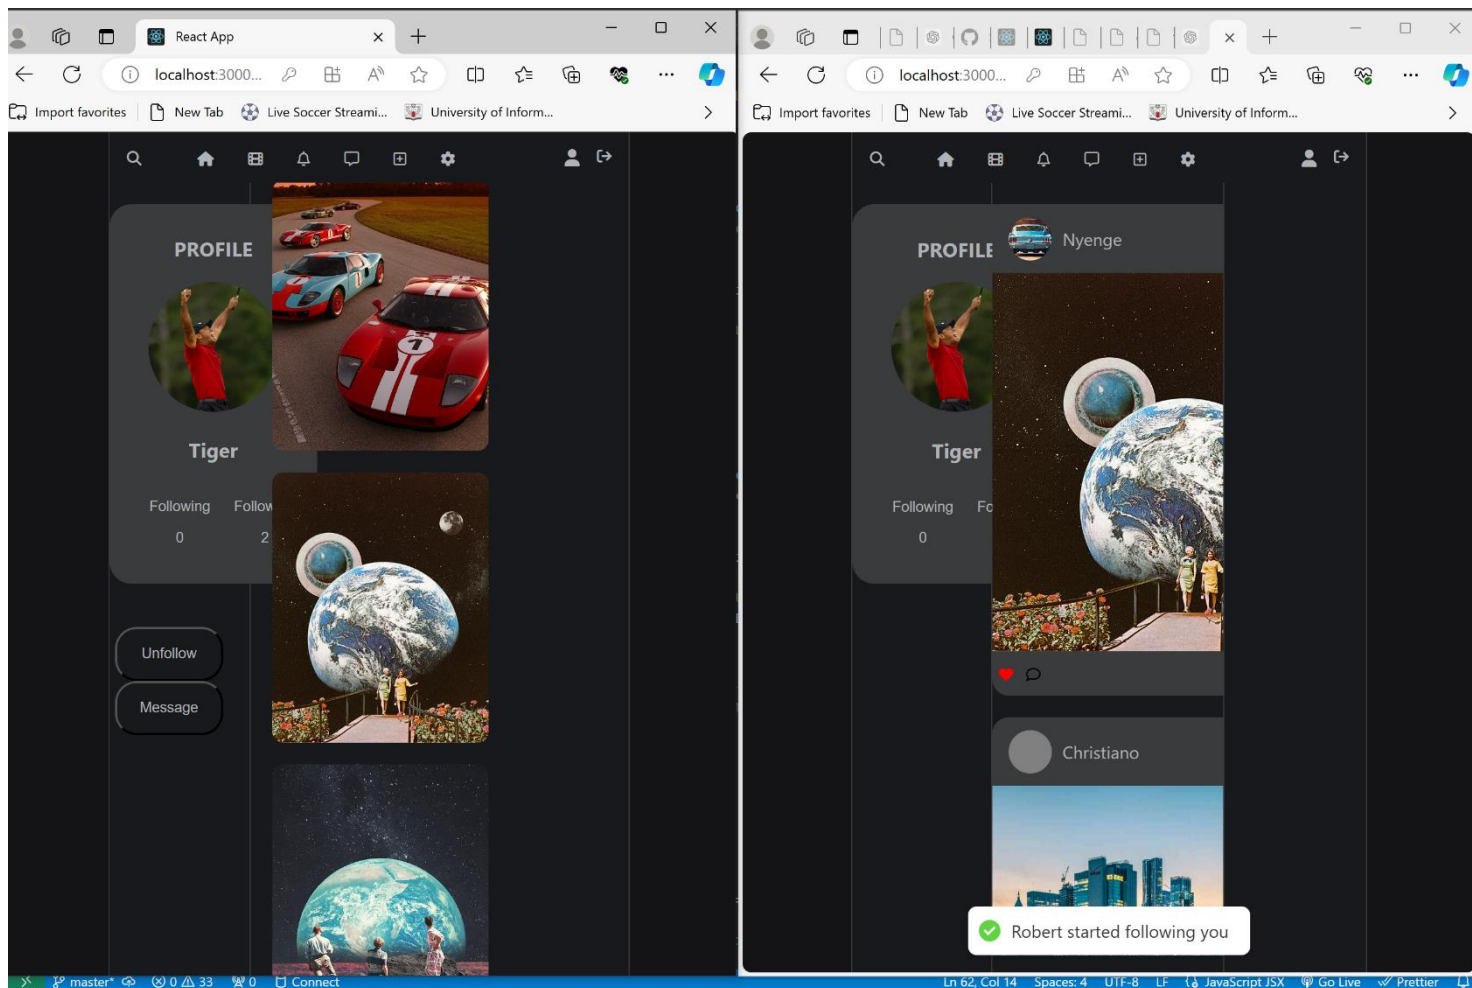 React App
localhost:3000...
Import favorites
New Tab
Live Soccer Streami...
University of Inform...
PROFILE
Tiger
Following Follow
0 2
Unfollow
Message
1
localhost:3000...
Import favorites
New Tab
Live Soccer Streami...
University of Inform...
PROFILE
Nyenge
Tiger
Following Fo
0
Christiano
Robert started following you
master* 0 33 0 Connect
Ln 62, Col 14 Spaces: 4 UTF-8 LF JavaScript JSX Go Live Prettier